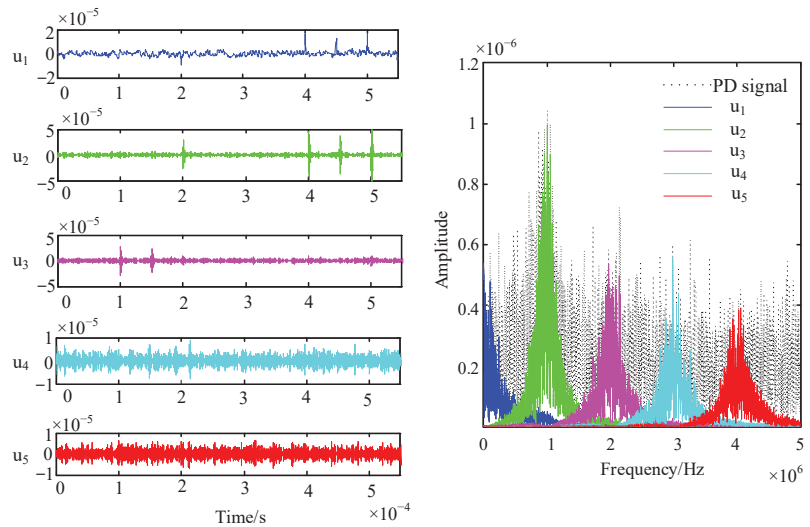 ×10⁻⁵
u₁
2
0
−2
0 1 2 3 4 5
×10⁻⁵
u₂
5
0
−5
0 1 2 3 4 5
×10⁻⁵
u₃
5
0
−5
0 1 2 3 4 5
×10⁻⁵
u₄
1
0
−1
0 1 2 3 4 5
×10⁻⁵
u₅
1
0
−1
0 1 2 3 4 5
Time/s
×10⁻⁴
×10⁻⁶
1.2
1
0.8
0.6
0.4
0.2
Amplitude
PD signal
u₁
u₂
u₃
u₄
u₅
0 1 2 3 4 5
Frequency/Hz
×10⁶